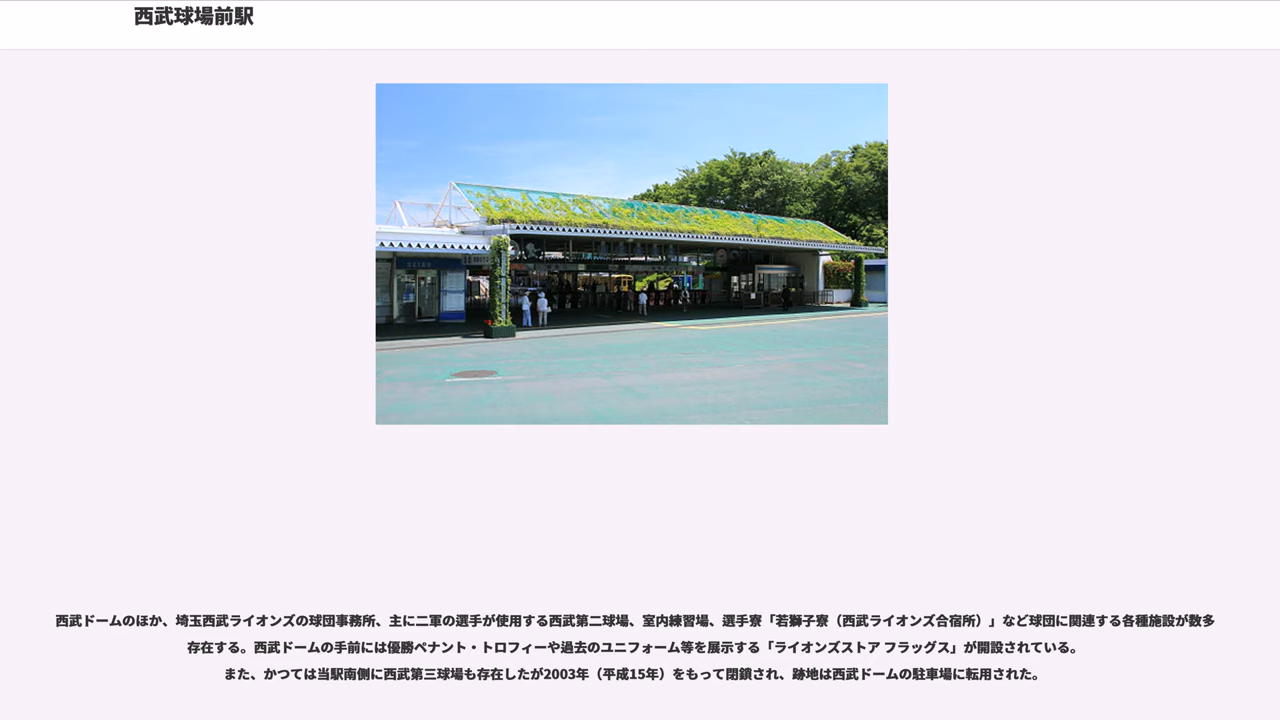 西武球場前駅
西武ドームのほか、埼玉西武ライオンズの球団事務所、主に二軍の選手が使用する西武第二球場、室内練習場、選手寮「若獅子寮（西武ライオンズ合宿所）」など球団に関連する各種施設が数多
存在する。西武ドームの手前には優勝ペナント・トロフィーや過去のユニフォーム等を展示する「ライオンズストア フラッグス」が開設されている。
また、かつては当駅南側に西武第三球場も存在したが2003年（平成15年）をもって閉鎖され、跡地は西武ドームの駐車場に転用された。